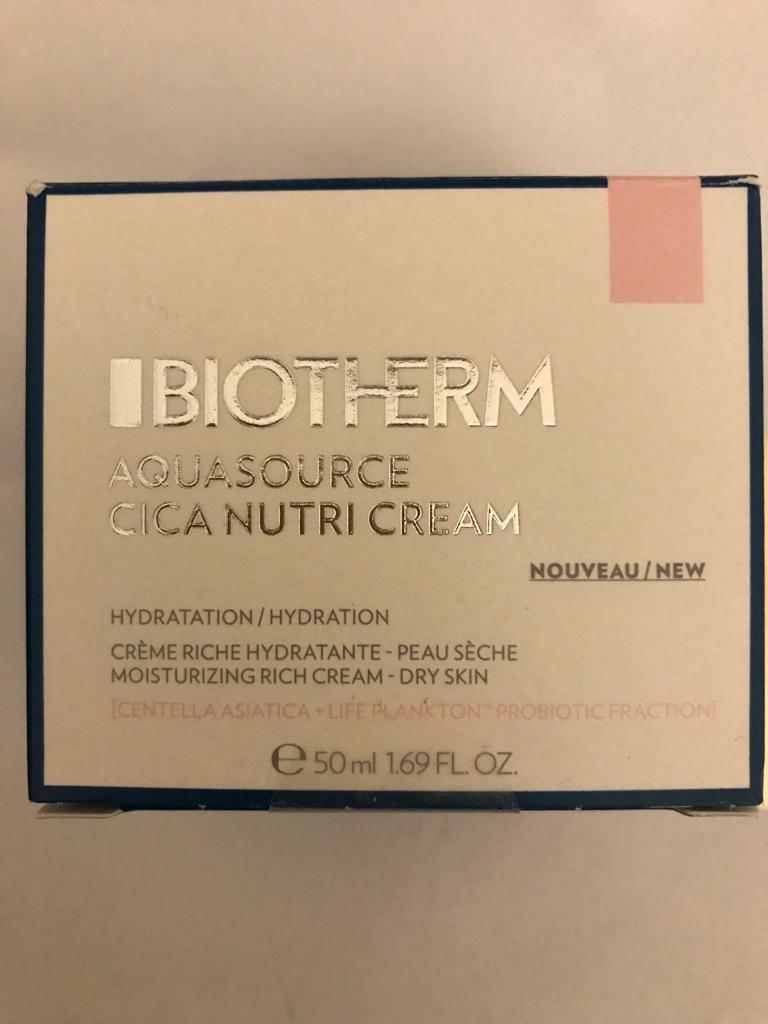 BIOTHERM
AQUASOURCE
CICA NUTRI CREAM
NOUVEAU / NEW
HYDRATATION / HYDRATION
CRÈME RICHE HYDRATANTE - PEAU SÈCHE
MOISTURIZING RICH CREAM - DRY SKIN
[CENTELLA ASIATICA + LIFE PLANKTON™ PROBIOTIC FRACTION]
℮ 50 ml 1.69 FL. OZ.